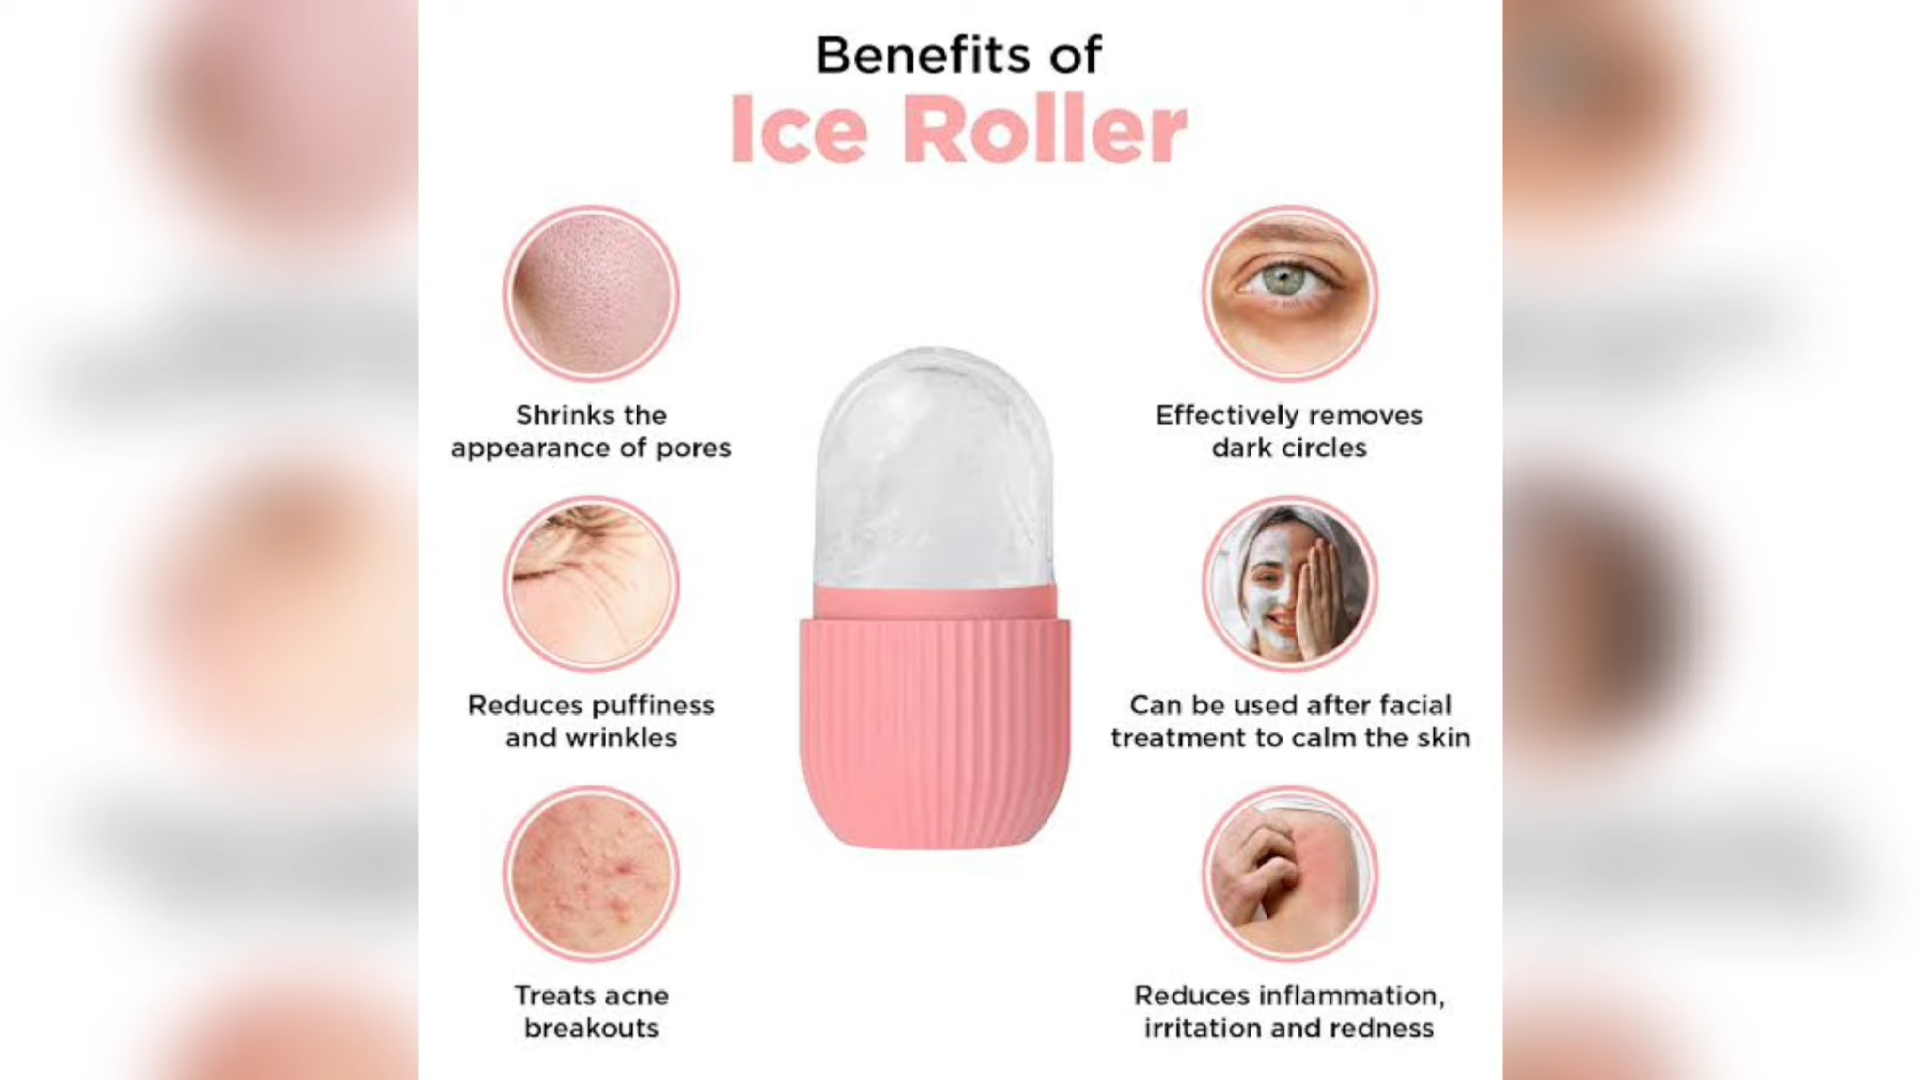 Benefits of
Ice Roller
Shrinks the
appearance of pores
Effectively removes
dark circles
Reduces puffiness
and wrinkles
Can be used after facial
treatment to calm the skin
Treats acne
breakouts
Reduces inflammation,
irritation and redness